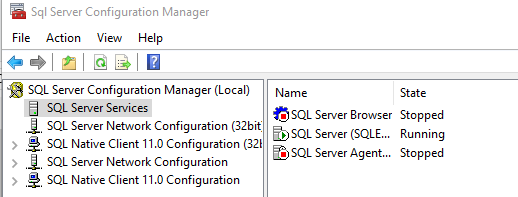 Sql Server Configuration Manager
File Action View Help
SQL Server Configuration Manager (Local)
SQL Server Services
SQL Server Network Configuration (32bit
SQL Native Client 11.0 Configuration (32b
SQL Server Network Configuration
SQL Native Client 11.0 Configuration
Name State
SQL Server Browser Stopped
SQL Server (SQLE... Running
SQL Server Agent... Stopped